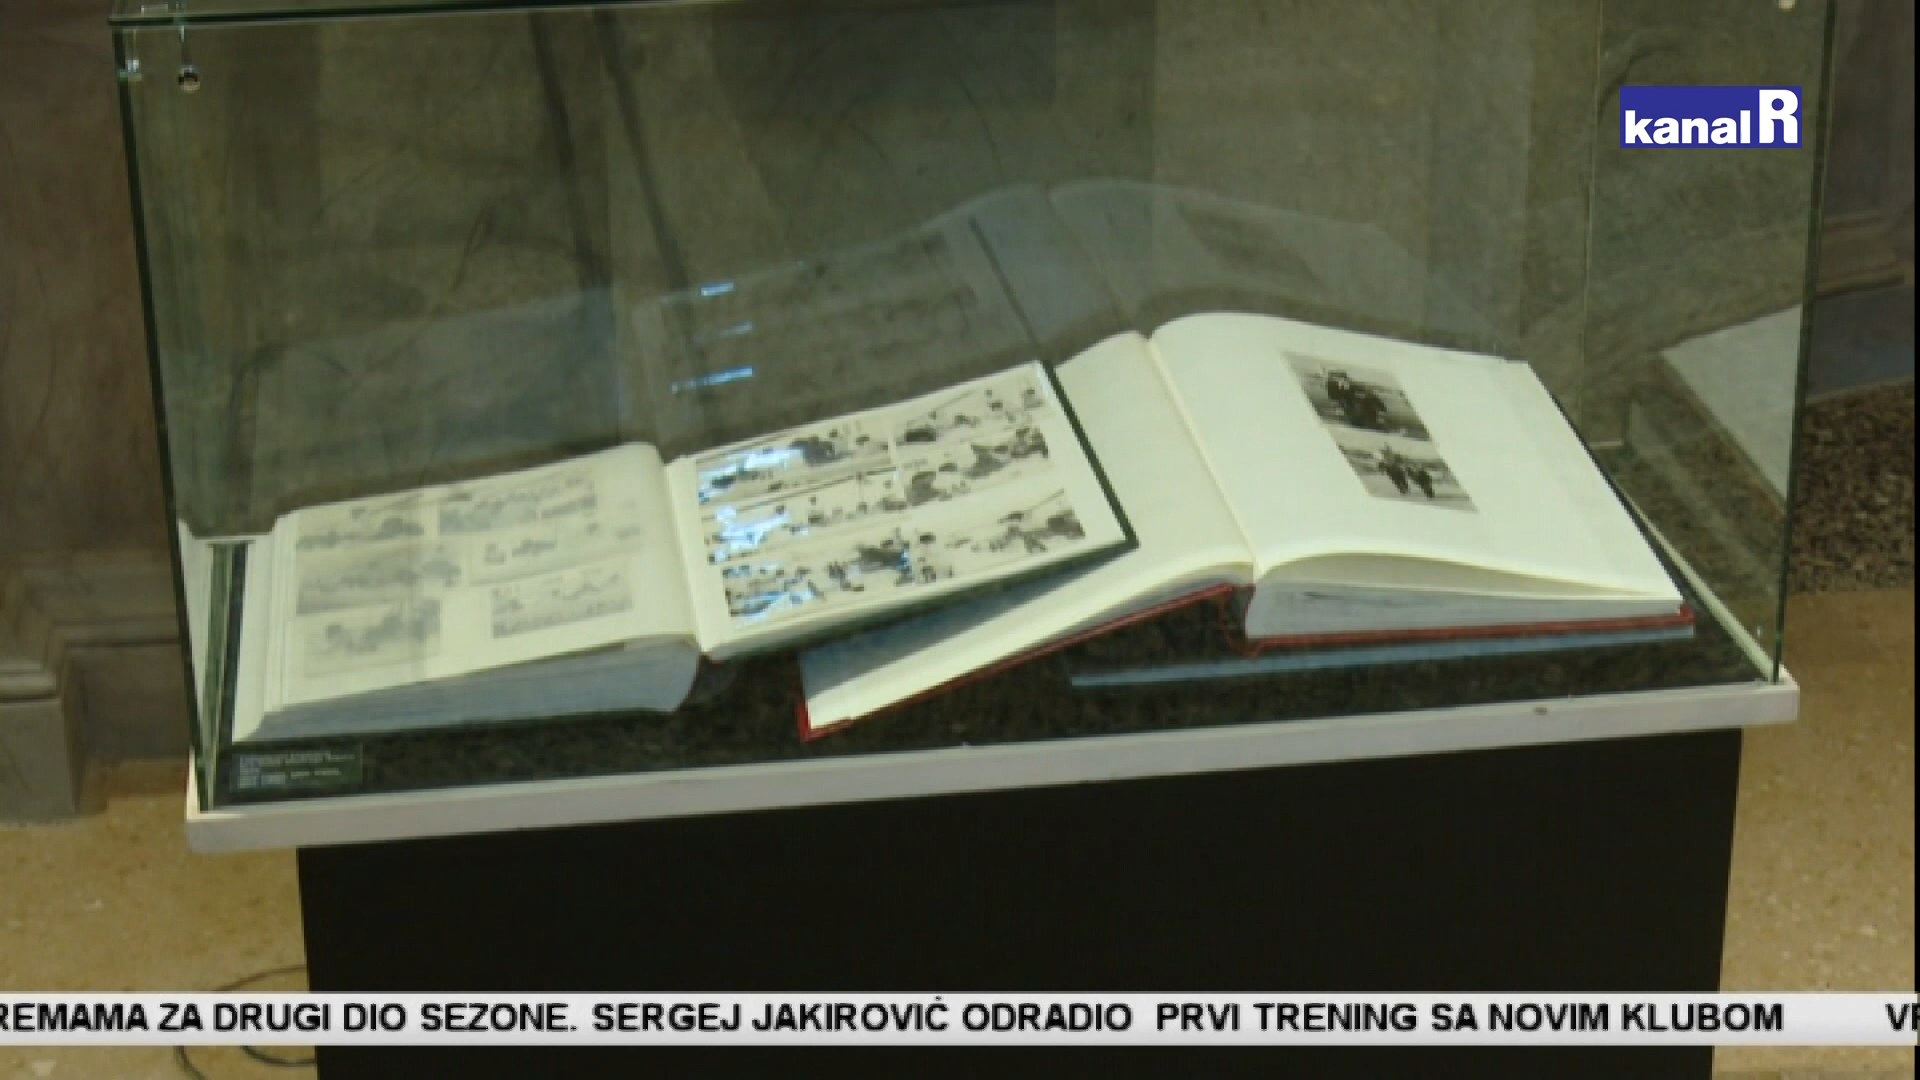 kanal R
REMAMA ZA DRUGI DIO SEZONE. SERGEJ JAKIROVIĆ ODRADIO PRVI TRENING SA NOVIM KLUBOM